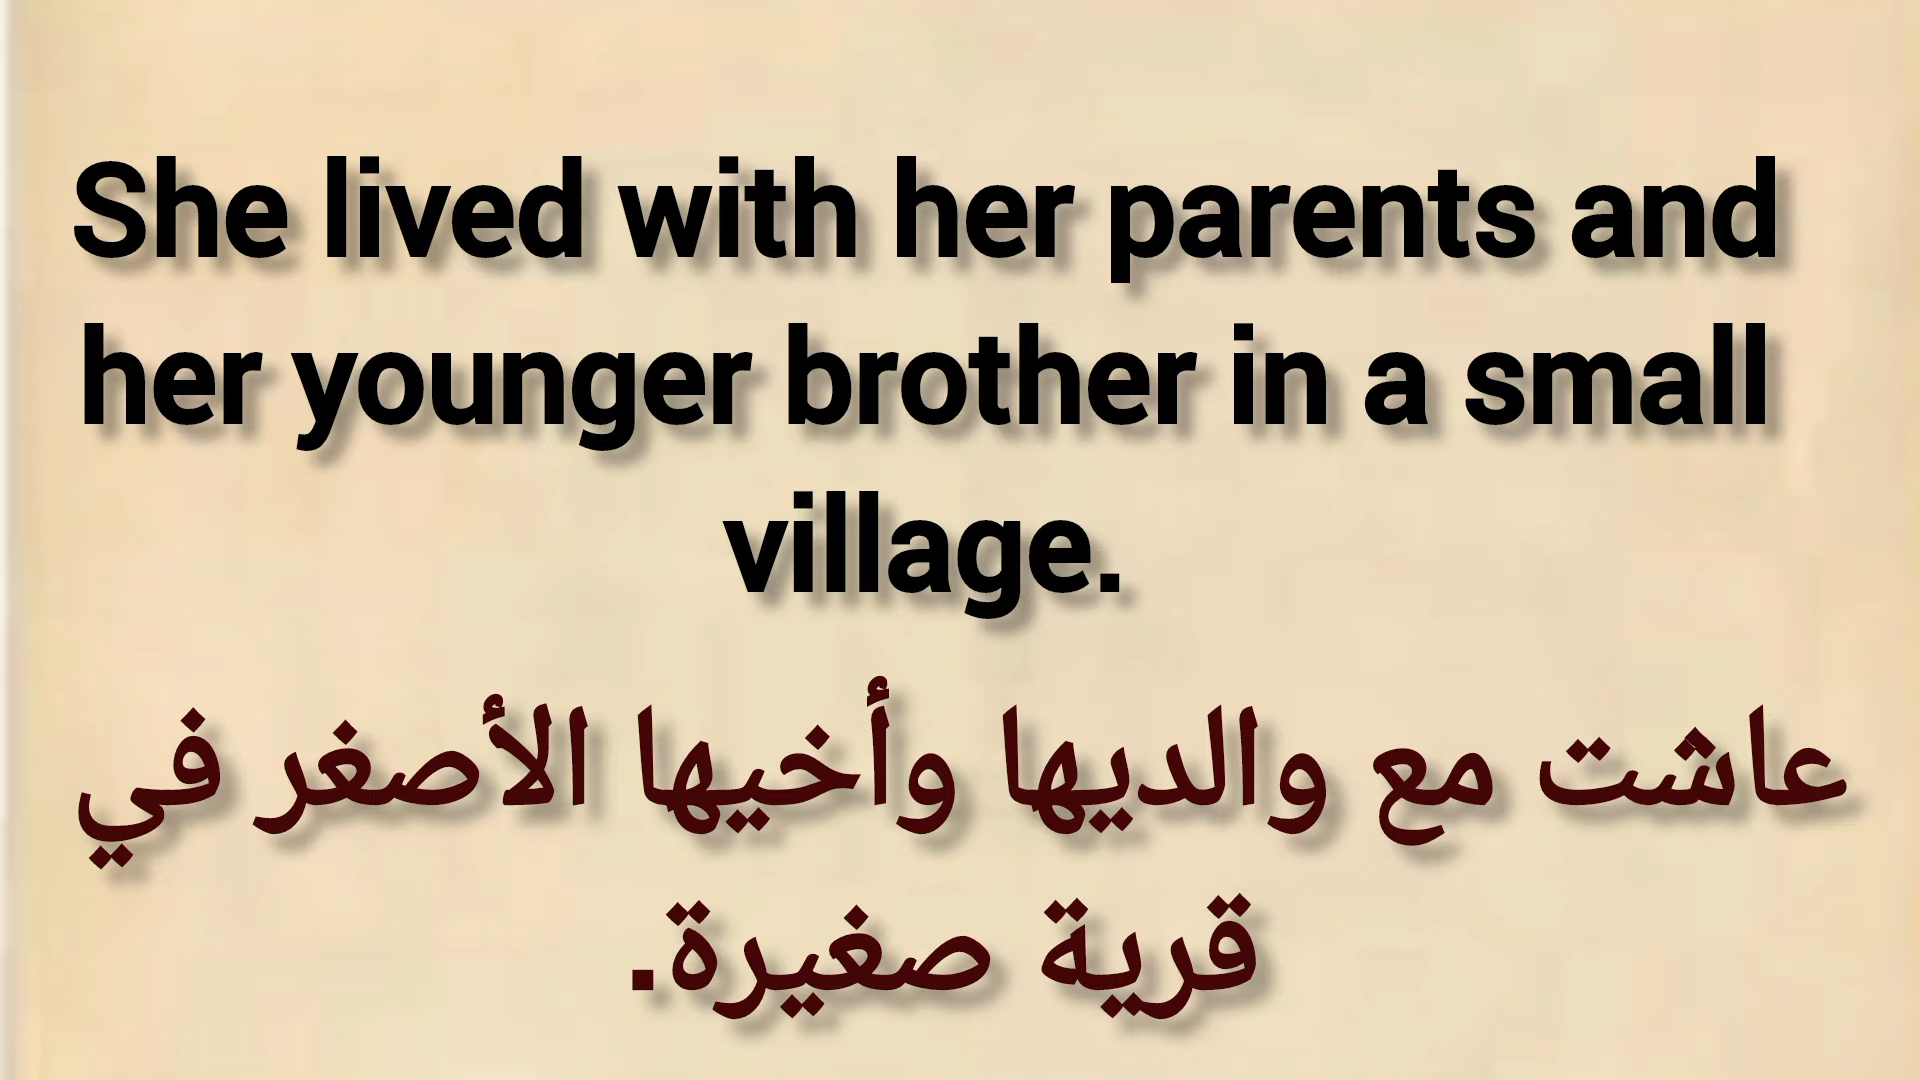 She lived with her parents and
her younger brother in a small
village.
عاشت مع والديها وأخيها الأصغر في
قرية صغيرة.